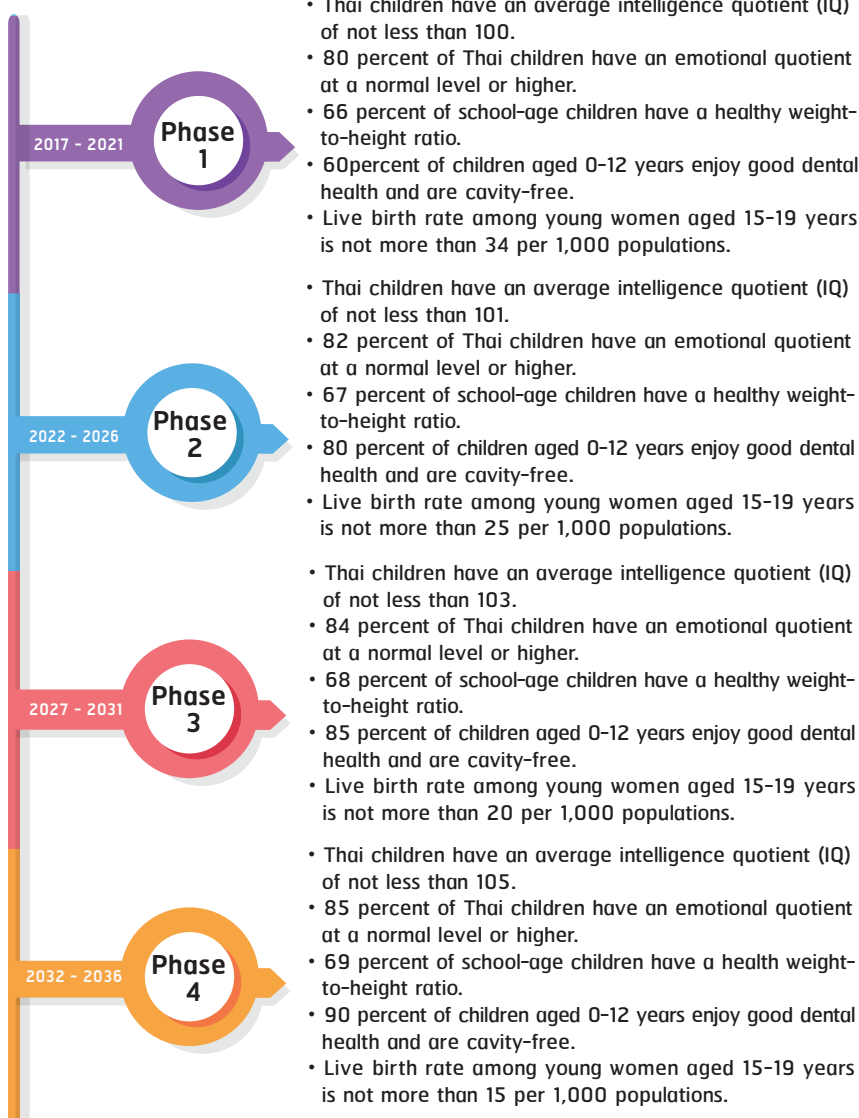 • Thai children have an average intelligence quotient (IQ)
of not less than 100.
• 80 percent of Thai children have an emotional quotient
at a normal level or higher.
• 66 percent of school-age children have a healthy weight-
to-height ratio.
• 60percent of children aged 0-12 years enjoy good dental
health and are cavity-free.
• Live birth rate among young women aged 15-19 years
is not more than 34 per 1,000 populations.
2017 - 2021
Phase
1
• Thai children have an average intelligence quotient (IQ)
of not less than 101.
• 82 percent of Thai children have an emotional quotient
at a normal level or higher.
• 67 percent of school-age children have a healthy weight-
to-height ratio.
• 80 percent of children aged 0-12 years enjoy good dental
health and are cavity-free.
• Live birth rate among young women aged 15-19 years
is not more than 25 per 1,000 populations.
2022 - 2026
Phase
2
• Thai children have an average intelligence quotient (IQ)
of not less than 103.
• 84 percent of Thai children have an emotional quotient
at a normal level or higher.
• 68 percent of school-age children have a healthy weight-
to-height ratio.
• 85 percent of children aged 0-12 years enjoy good dental
health and are cavity-free.
• Live birth rate among young women aged 15-19 years
is not more than 20 per 1,000 populations.
2027 - 2031
Phase
3
• Thai children have an average intelligence quotient (IQ)
of not less than 105.
• 85 percent of Thai children have an emotional quotient
at a normal level or higher.
• 69 percent of school-age children have a health weight-
to-height ratio.
• 90 percent of children aged 0-12 years enjoy good dental
health and are cavity-free.
• Live birth rate among young women aged 15-19 years
is not more than 15 per 1,000 populations.
2032 - 2036
Phase
4